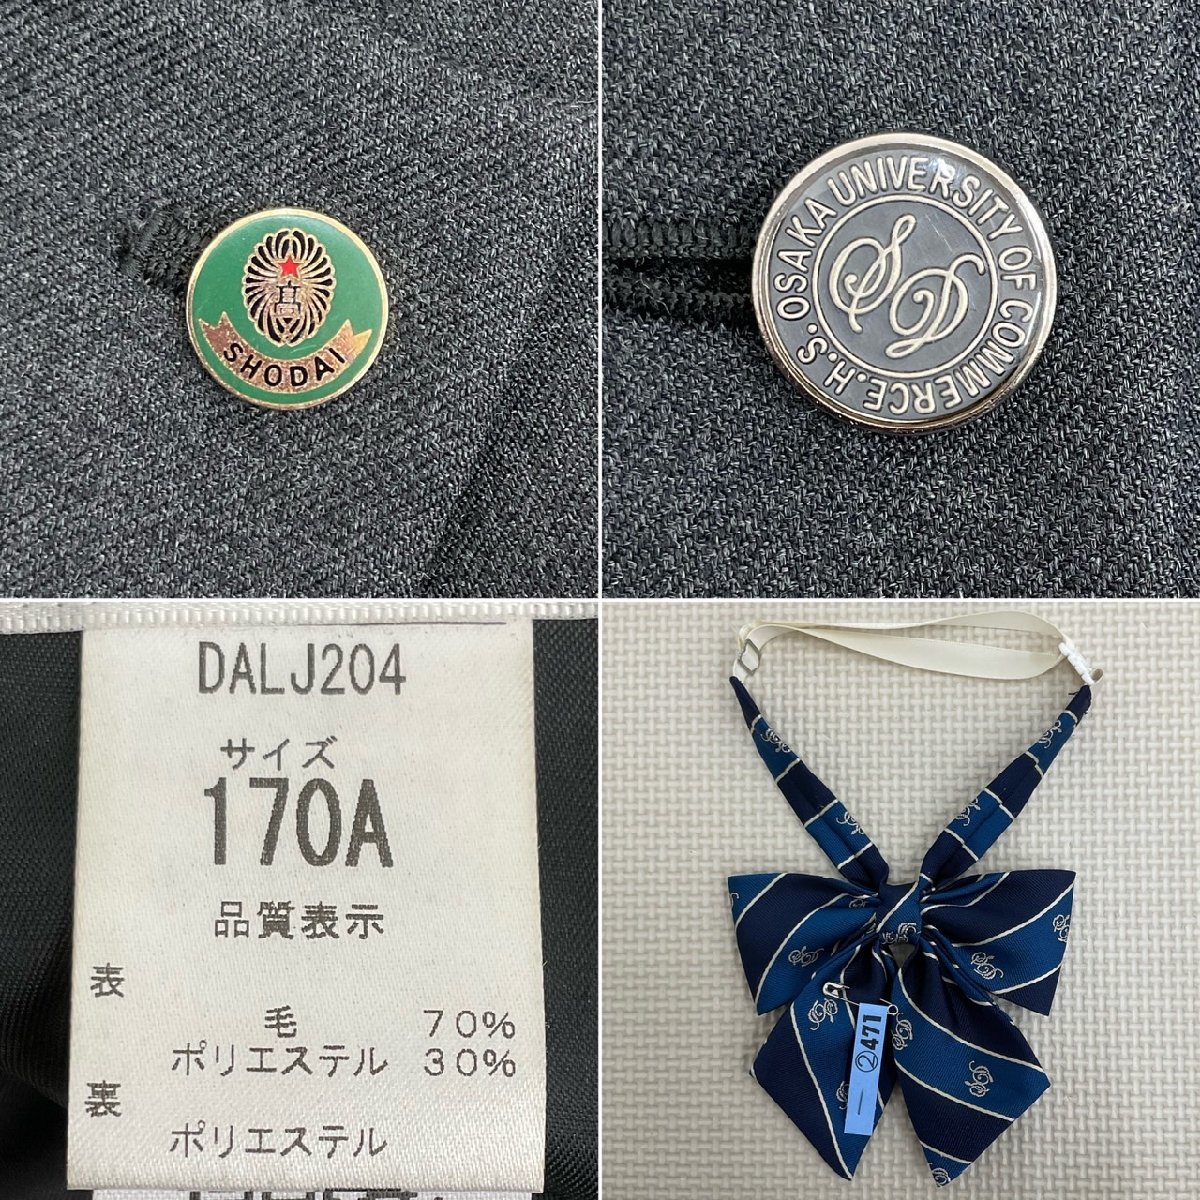 高
SHODAI
OSAKA UNIVERSITY OF COMMERCE.H.S.
SD
DALJ204
サイズ
170A
品質表示
表
毛 70%
ポリエステル 30%
裏
ポリエステル
②471